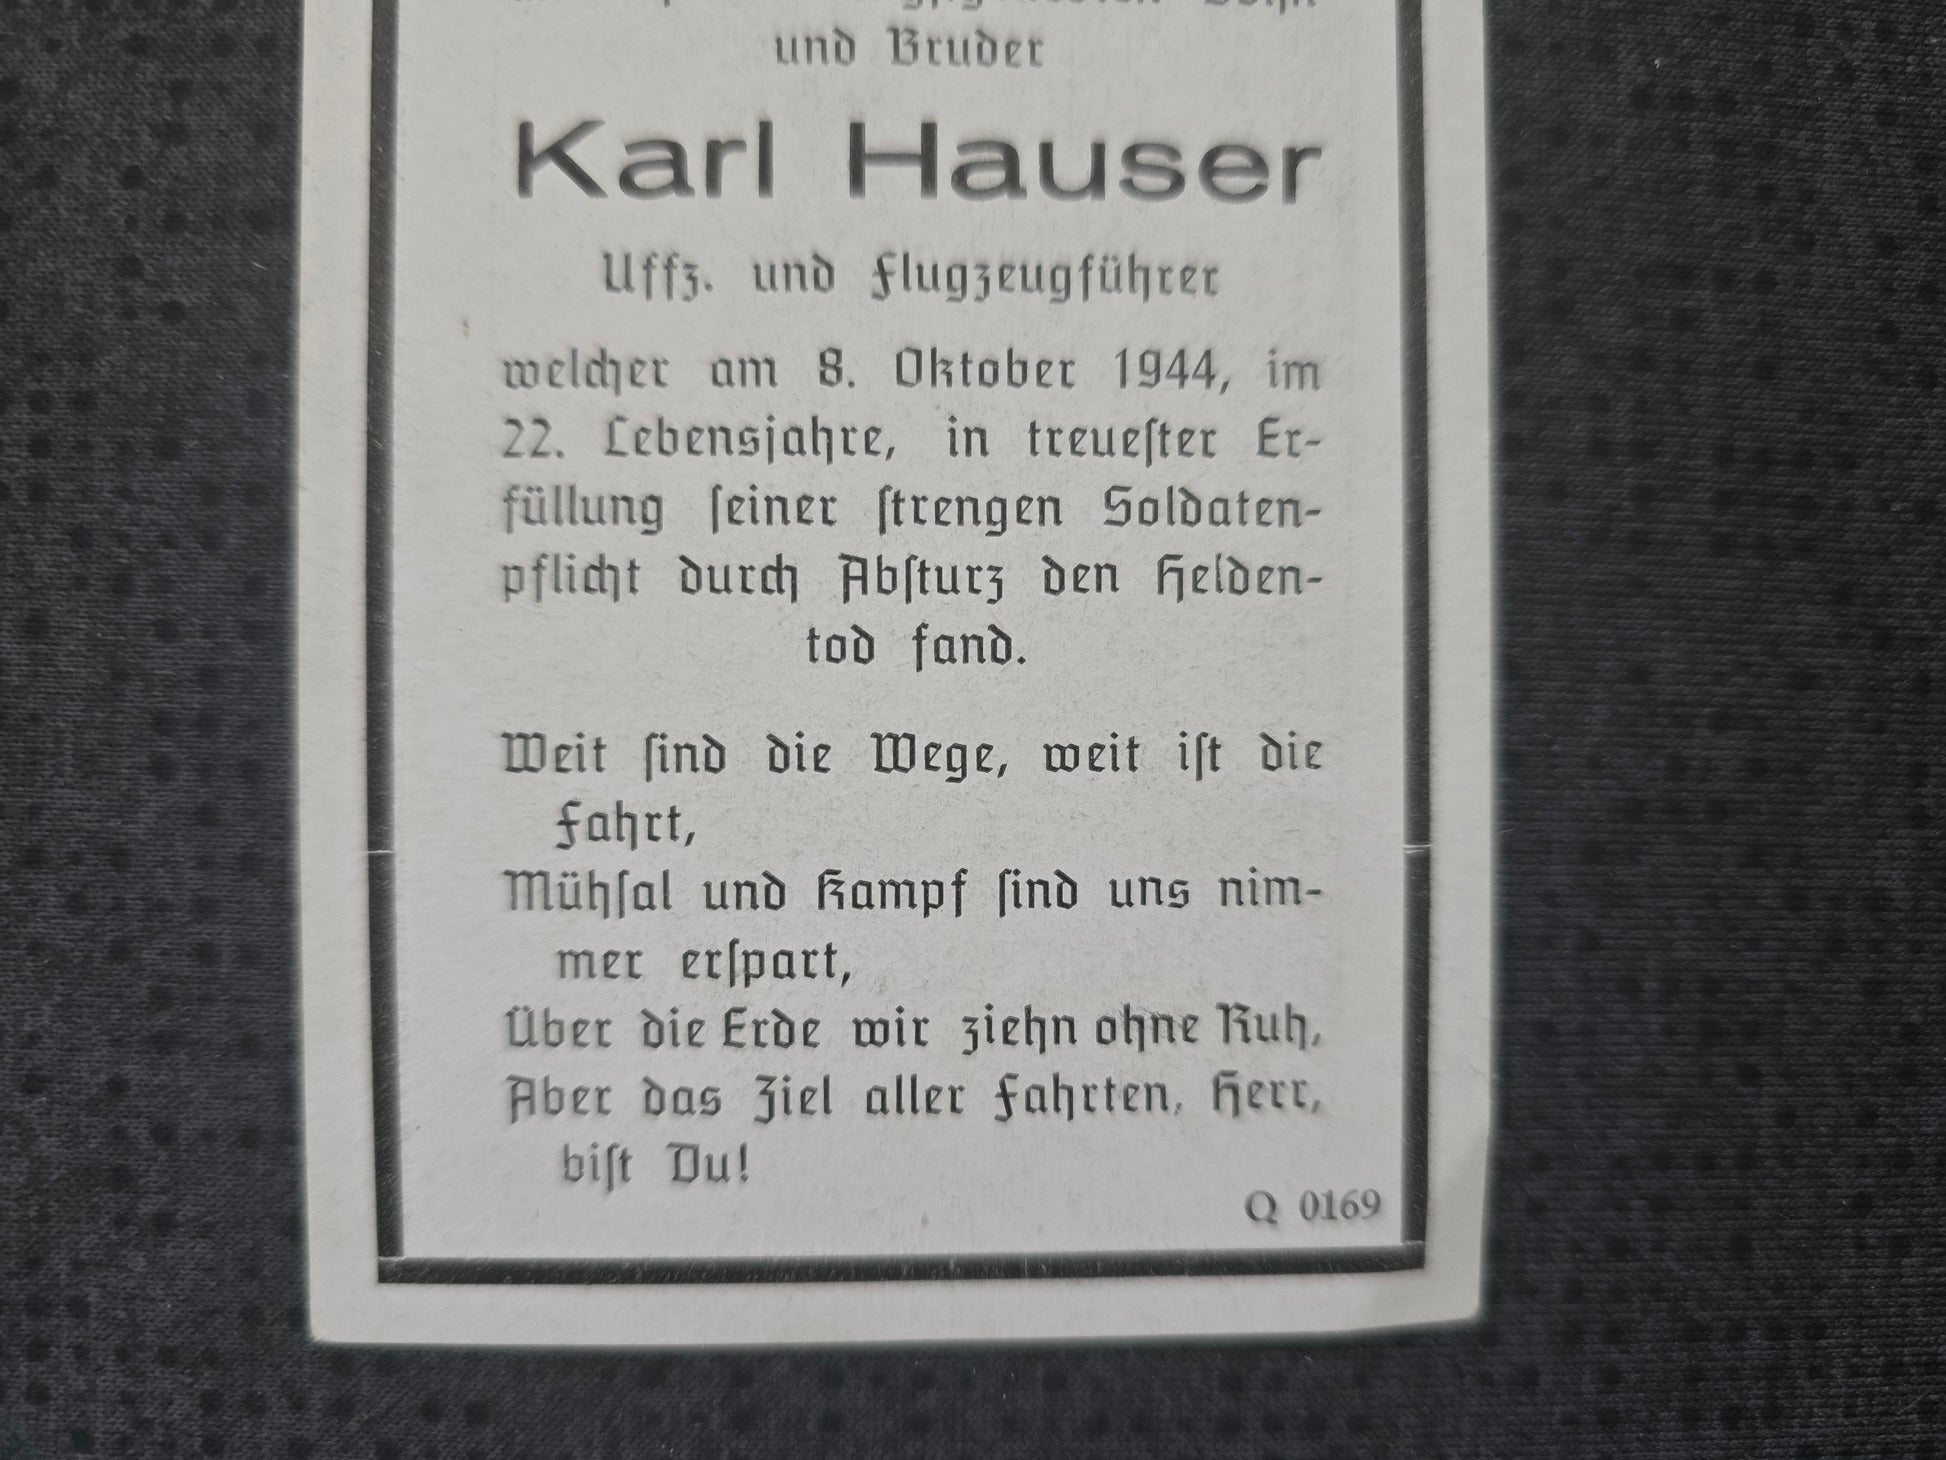 Sohn
und Bruder
Karl Hauser
Uffz. und Flugzeugführer
welcher am 8. Oktober 1944, im
22. Lebensjahre, in treueſter Er-
füllung ſeiner ſtrengen Soldaten-
pflicht durch Abſturz den Helden-
tod fand.
Weit ſind die Wege, weit iſt die
Fahrt,
Mühſal und Kampf ſind uns nim-
mer erſpart,
Über die Erde wir ziehn ohne Ruh,
Aber das Ziel aller Fahrten, Herr,
biſt Du!
Q 0169